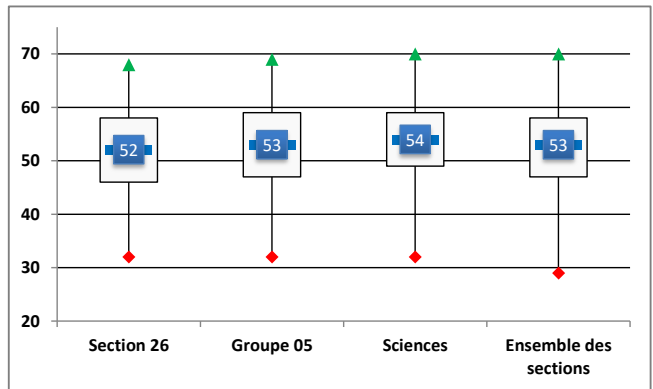 70
60
50
40
30
20
52
53
54
53
Section 26
Groupe 05
Sciences
Ensemble des
sections